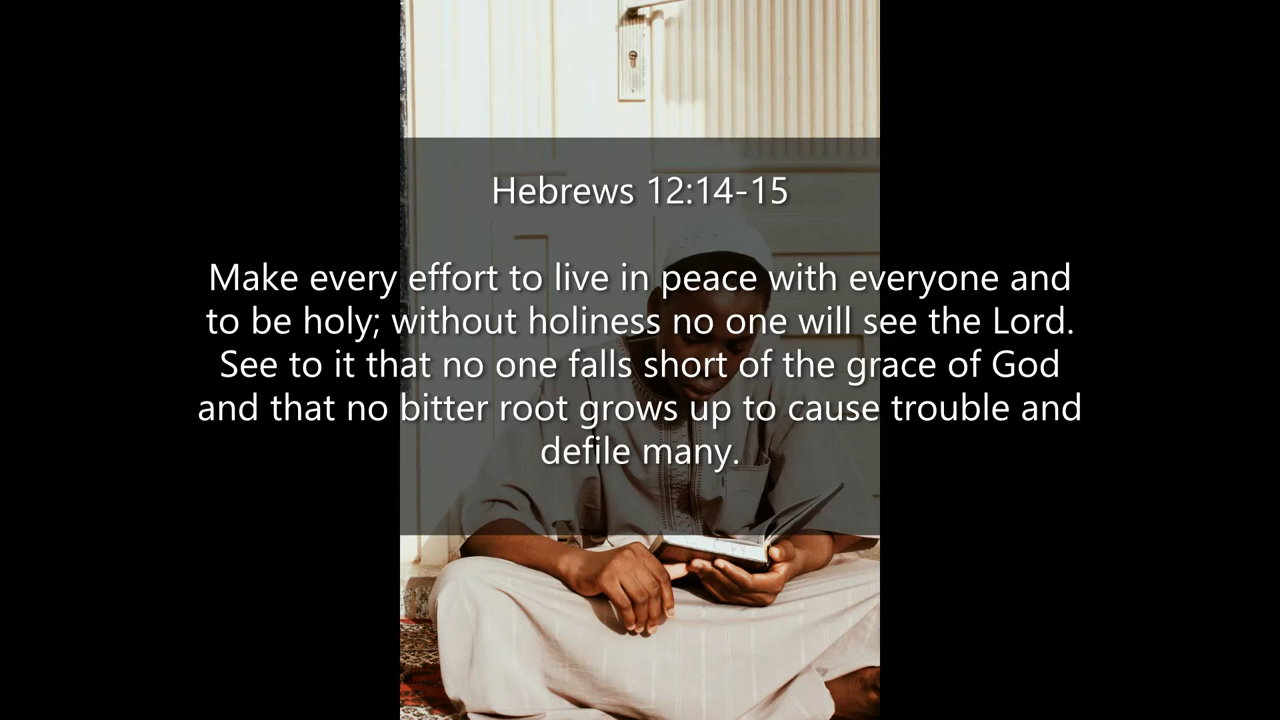 Hebrews 12:14-15
Make every effort to live in peace with everyone and
to be holy; without holiness no one will see the Lord.
See to it that no one falls short of the grace of God
and that no bitter root grows up to cause trouble and
defile many.